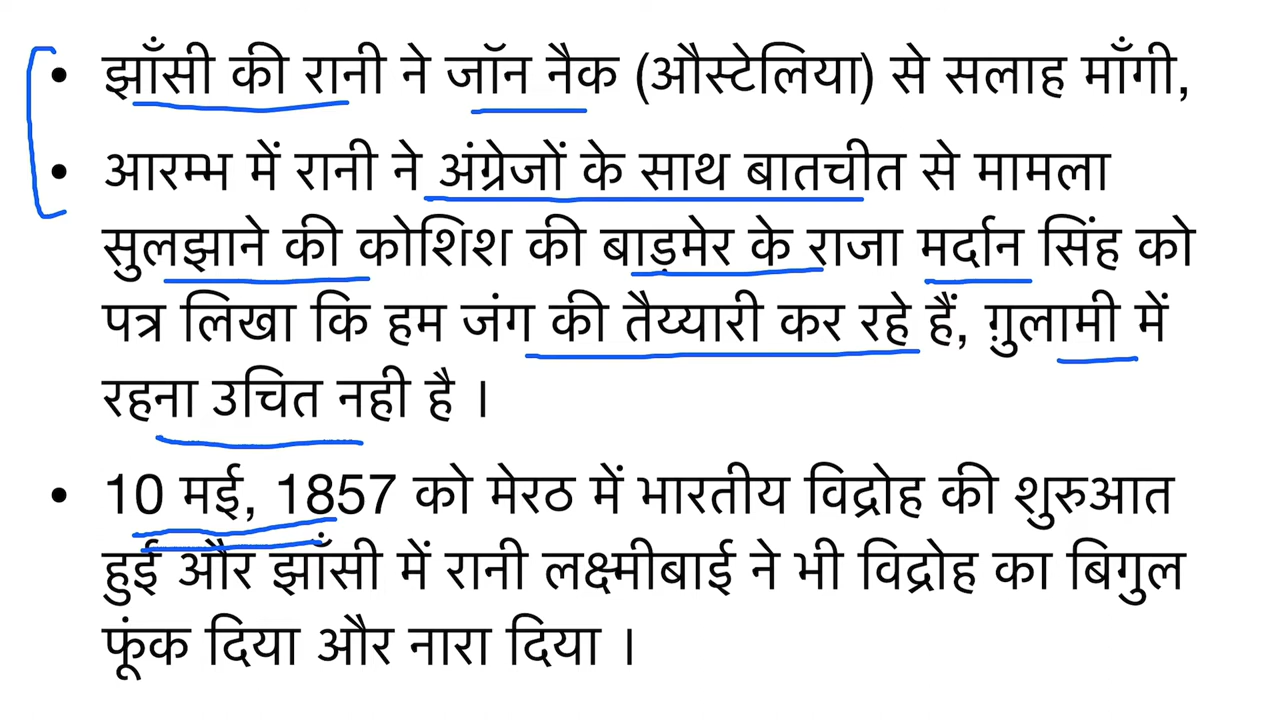 • झाँसी की रानी ने जॉन नैक (औस्टेलिया) से सलाह माँगी,
• आरम्भ में रानी ने अंग्रेजों के साथ बातचीत से मामला
सुलझाने की कोशिश की बाड़मेर के राजा मर्दान सिंह को
पत्र लिखा कि हम जंग की तैय्यारी कर रहे हैं, ग़ुलामी में
रहना उचित नही है ।
• 10 मई, 1857 को मेरठ में भारतीय विद्रोह की शुरुआत
हुई और झाँसी में रानी लक्ष्मीबाई ने भी विद्रोह का बिगुल
फूंक दिया और नारा दिया ।